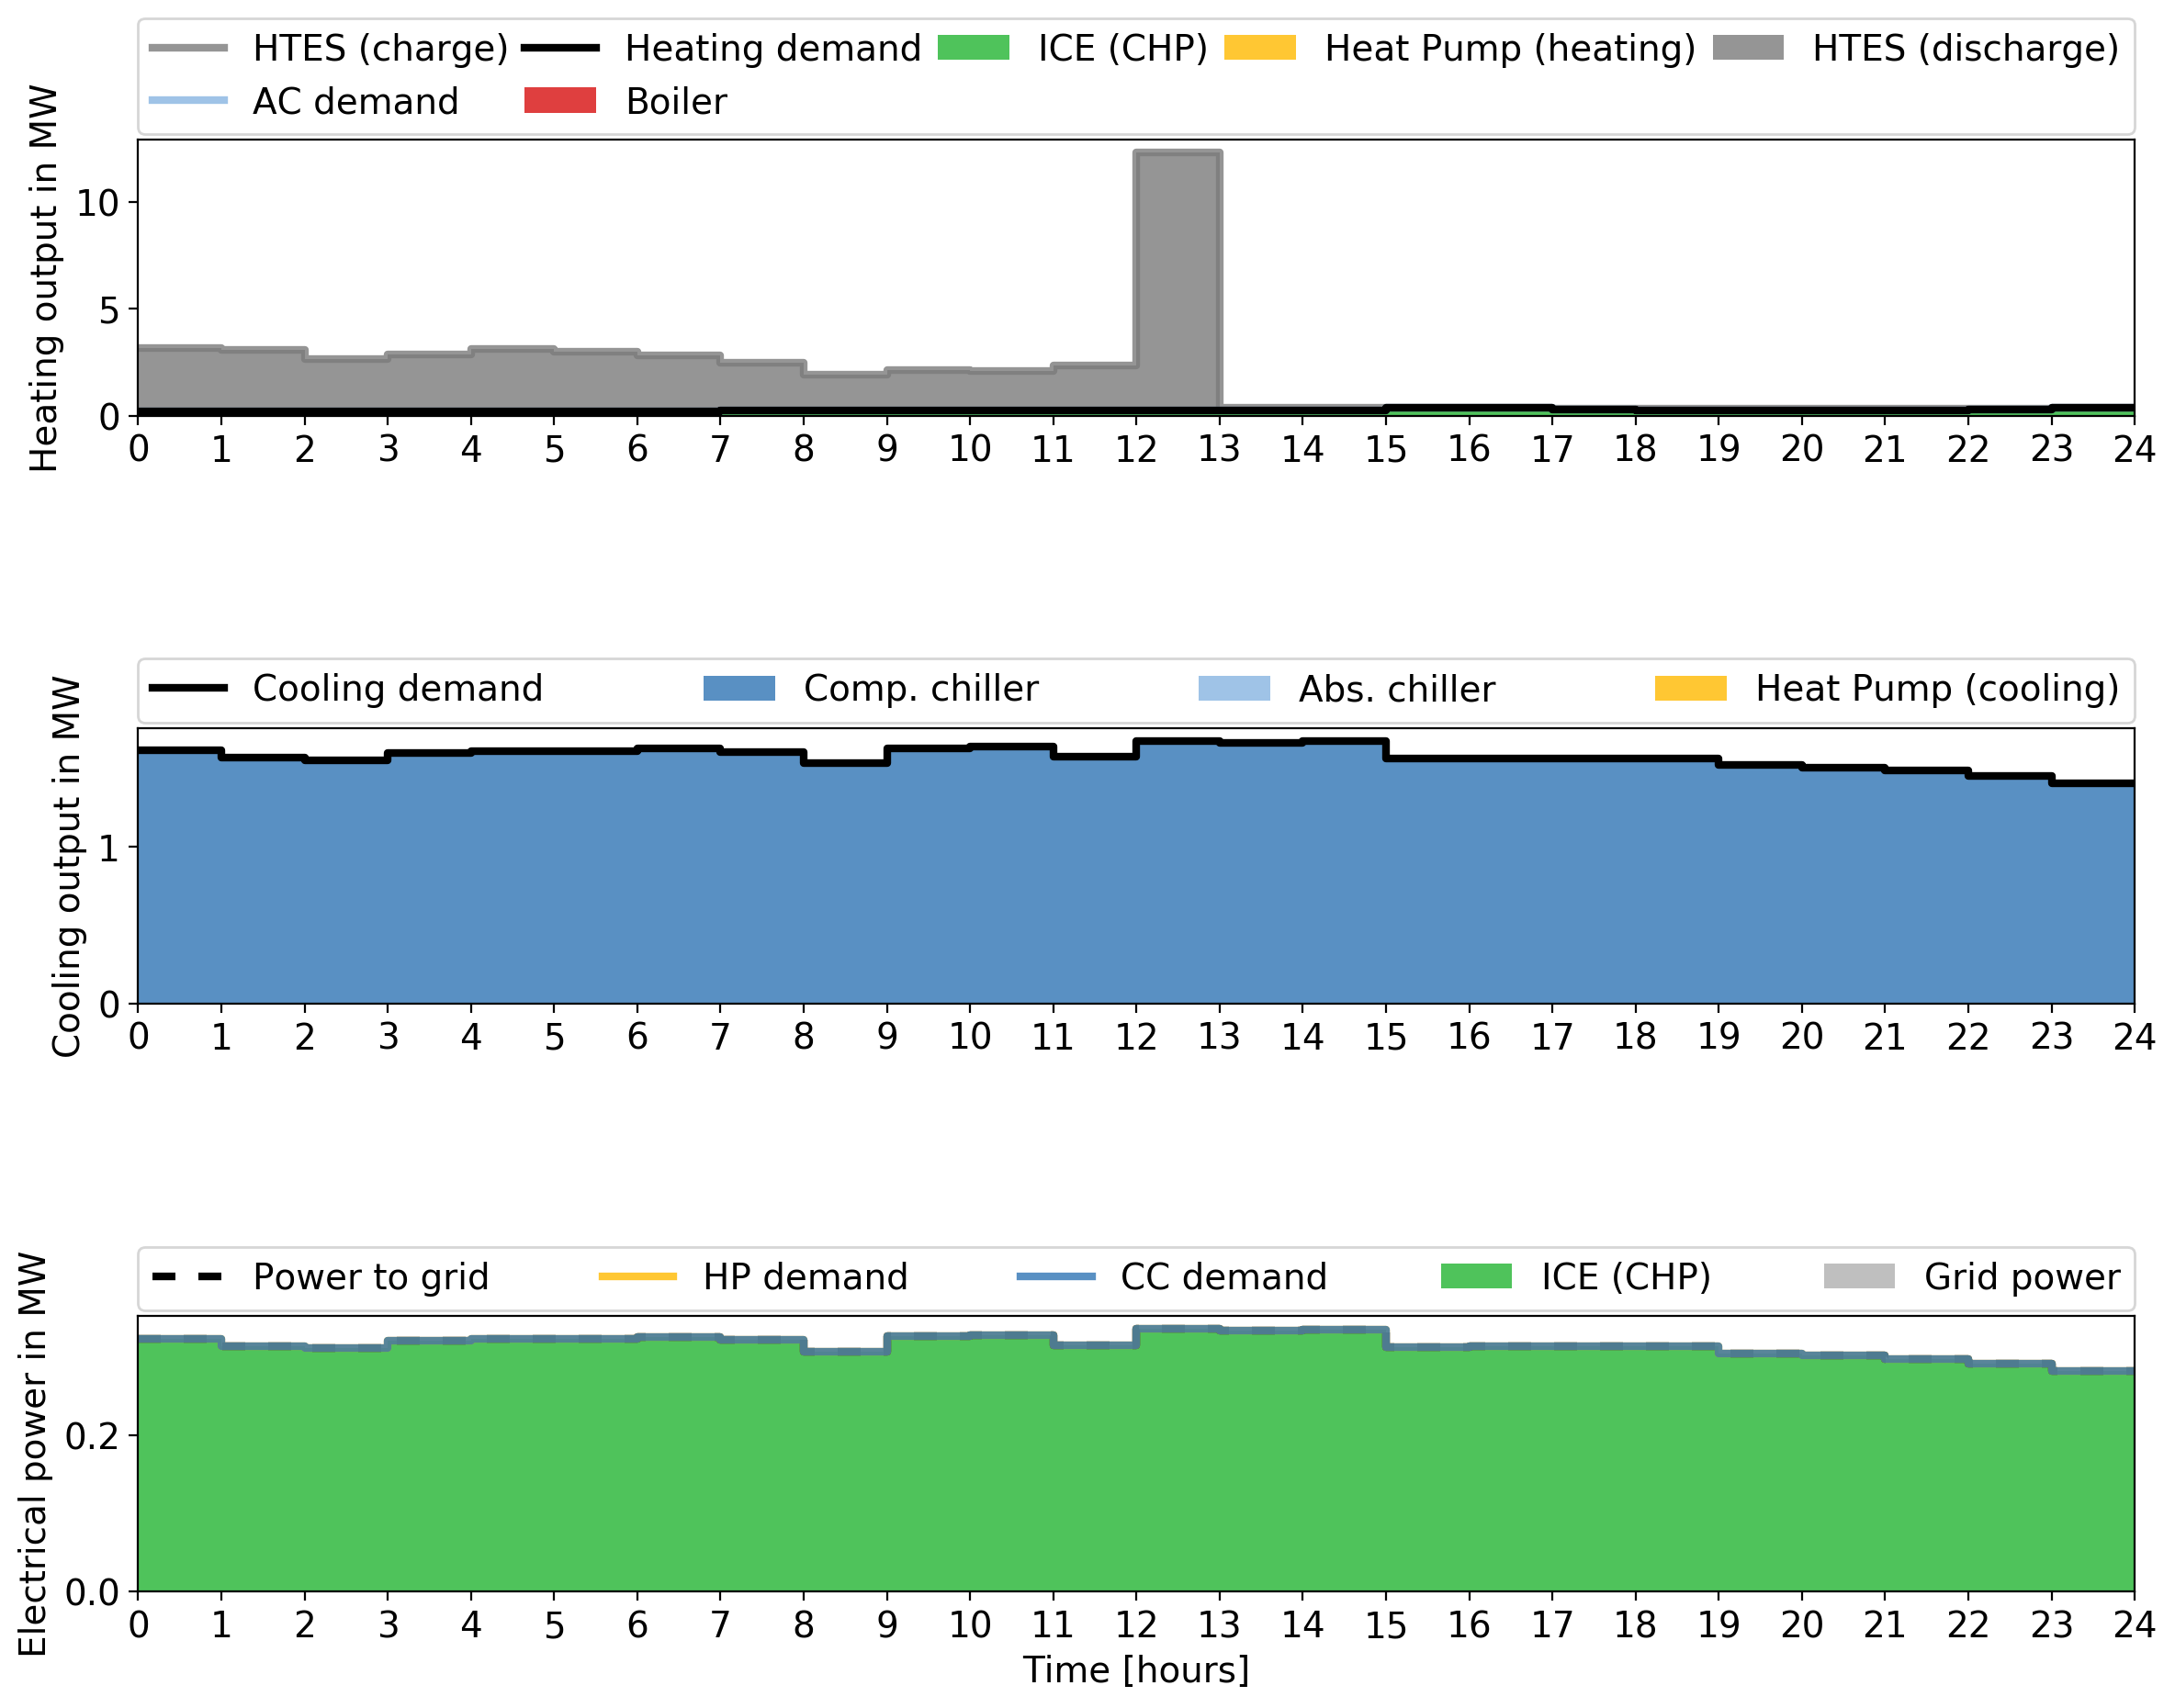 HTES (charge) Heating demand ICE (CHP) Heat Pump (heating) HTES (discharge)
AC demand Boiler
Heating output in MW
10
5
0
0 1 2 3 4 5 6 7 8 9 10 11 12 13 14 15 16 17 18 19 20 21 22 23 24
Cooling demand Comp. chiller Abs. chiller Heat Pump (cooling)
Cooling output in MW
1
0
0 1 2 3 4 5 6 7 8 9 10 11 12 13 14 15 16 17 18 19 20 21 22 23 24
Power to grid HP demand CC demand ICE (CHP) Grid power
Electrical power in MW
0.2
0.0
0 1 2 3 4 5 6 7 8 9 10 11 12 13 14 15 16 17 18 19 20 21 22 23 24
Time [hours]